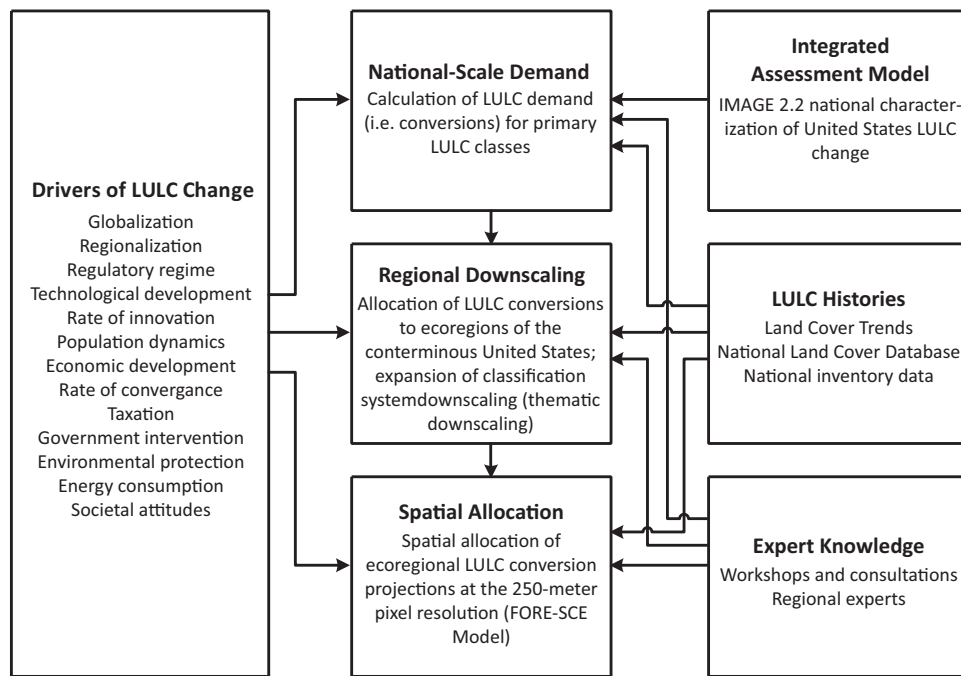 Drivers of LULC Change
Globalization
Regionalization
Regulatory regime
Technological development
Rate of innovation
Population dynamics
Economic development
Rate of convergance
Taxation
Government intervention
Environmental protection
Energy consumption
Societal attitudes
National-Scale Demand
Calculation of LULC demand
(i.e. conversions) for primary
LULC classes
Regional Downscaling
Allocation of LULC conversions
to ecoregions of the
conterminous United States;
expansion of classification
systemdownscaling (thematic
downscaling)
Spatial Allocation
Spatial allocation of
ecoregional LULC conversion
projections at the 250-meter
pixel resolution (FORE-SCE
Model)
Integrated
Assessment Model
IMAGE 2.2 national character-
ization of United States LULC
change
LULC Histories
Land Cover Trends
National Land Cover Database
National inventory data
Expert Knowledge
Workshops and consultations
Regional experts